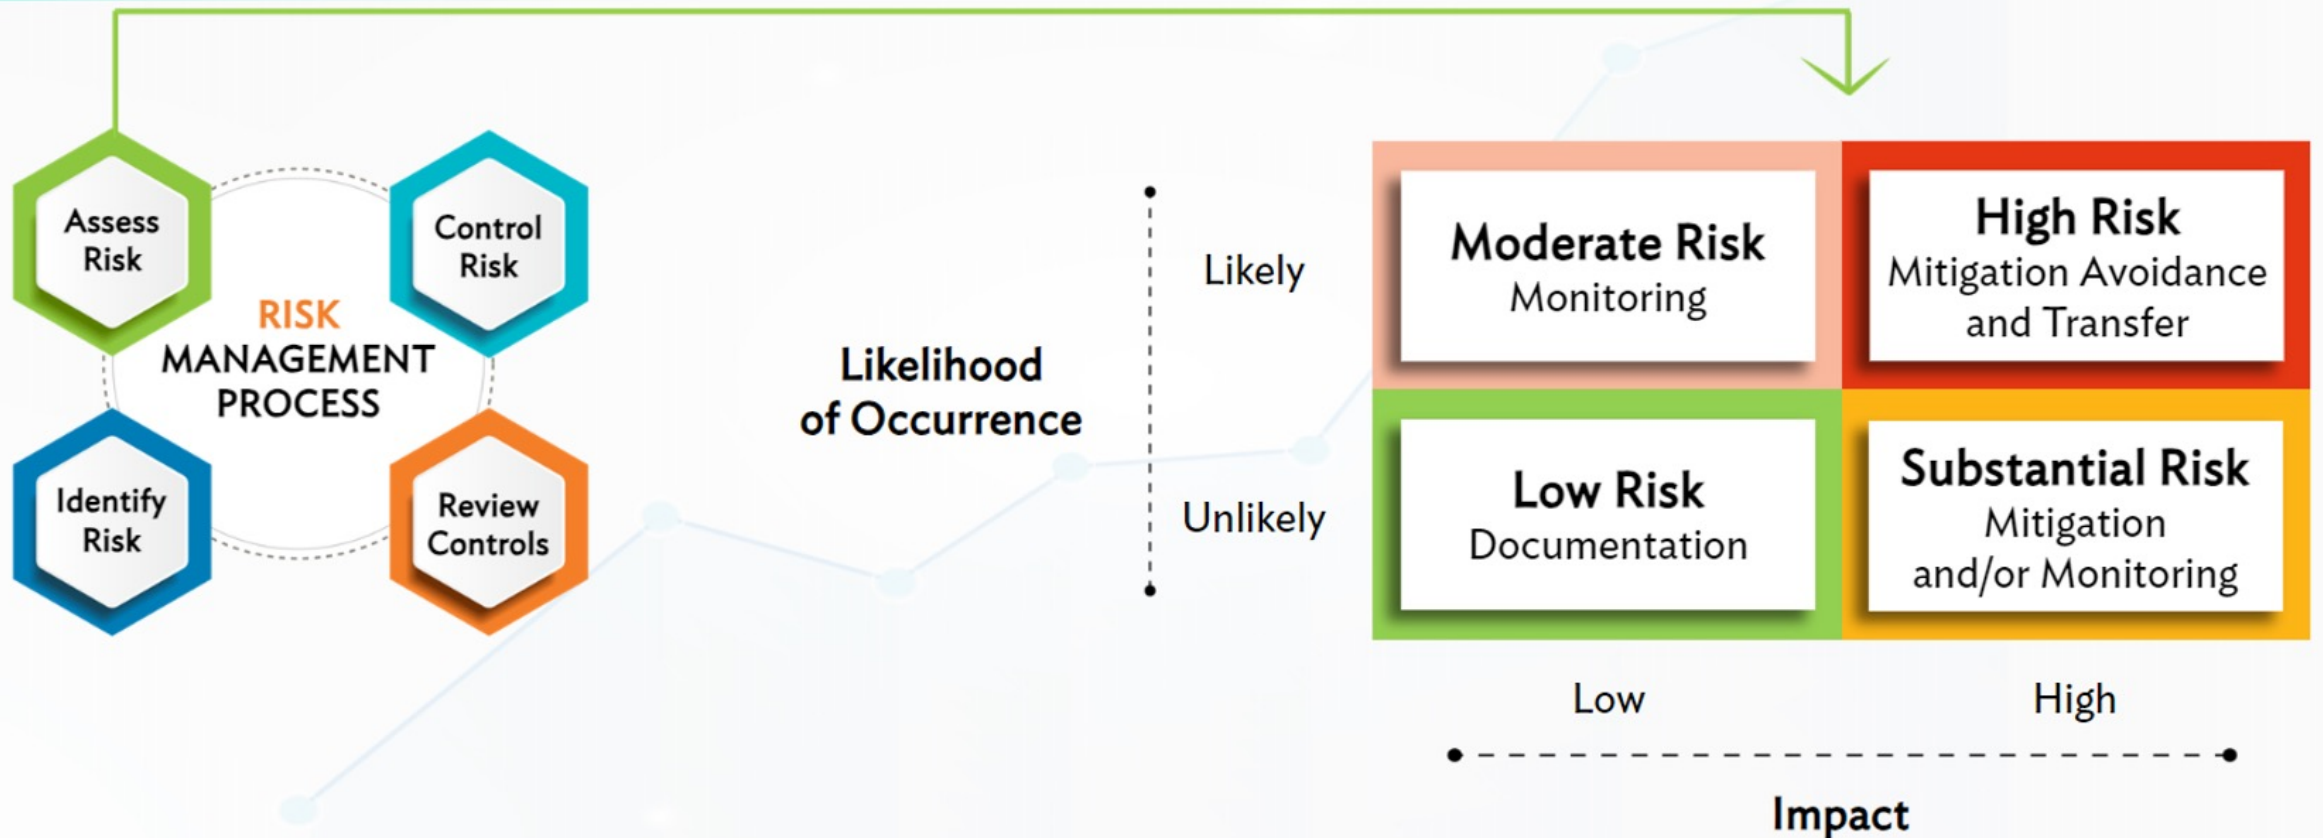 Assess
Risk
Control
Risk
RISK
MANAGEMENT
PROCESS
Identify
Risk
Review
Controls
Likelihood
of Occurrence
Likely
Unlikely
Moderate Risk
Monitoring
High Risk
Mitigation Avoidance
and Transfer
Low Risk
Documentation
Substantial Risk
Mitigation
and/or Monitoring
Low
High
Impact